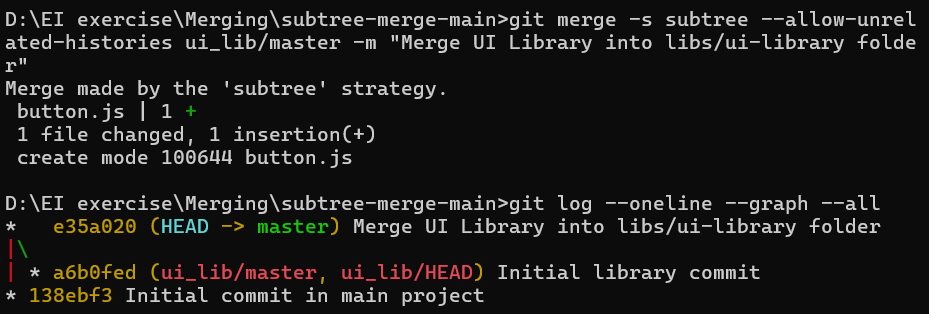 D:\EI exercise\Merging\subtree-merge-main>git merge -s subtree --allow-unrel
ated-histories ui_lib/master -m "Merge UI Library into libs/ui-library folde
r"
Merge made by the 'subtree' strategy.
 button.js | 1 +
 1 file changed, 1 insertion(+)
 create mode 100644 button.js

D:\EI exercise\Merging\subtree-merge-main>git log --oneline --graph --all
*   e35a020 (HEAD -> master) Merge UI Library into libs/ui-library folder
|\
| * a6b0fed (ui_lib/master, ui_lib/HEAD) Initial library commit
* 138ebf3 Initial commit in main project